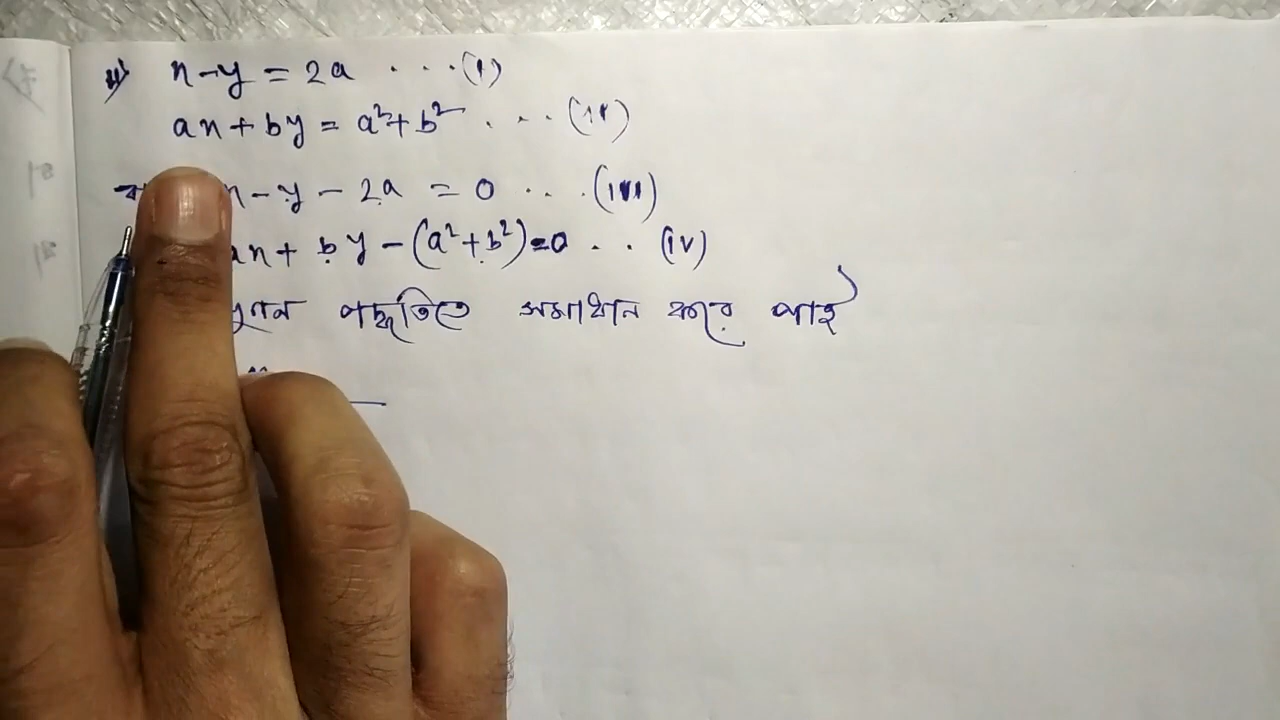 x - y = 2a ...(i)
ax + by = a² + b² ...(ii)
x - y - 2a = 0 ...(iii)
ax + by - (a² + b²) = 0 ..(iv)
পদ্ধতিতে সমাধান করে পাই